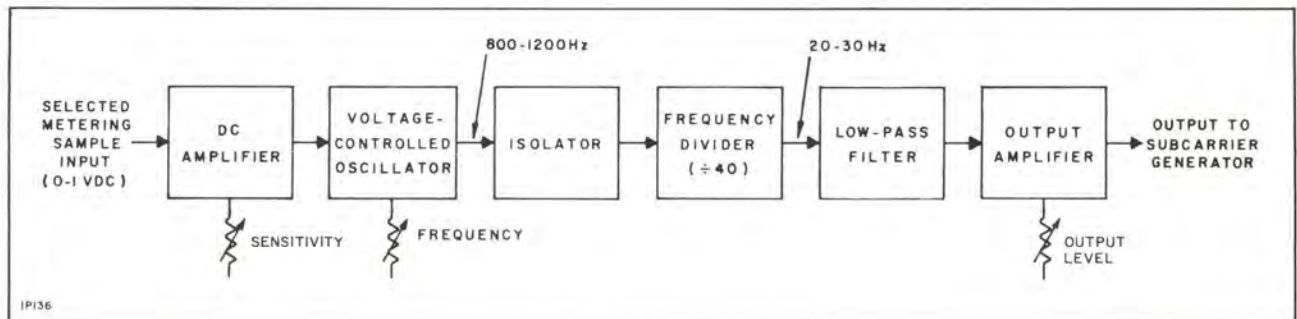 800-1200Hz
20-30 Hz
SELECTED
METERING
SAMPLE
INPUT
(0-1 VDC)
DC
AMPLIFIER
VOLTAGE-
CONTROLLED
OSCILLATOR
ISOLATOR
FREQUENCY
DIVIDER
(÷40)
LOW-PASS
FILTER
OUTPUT
AMPLIFIER
OUTPUT TO
SUBCARRIER
GENERATOR
SENSITIVITY
FREQUENCY
OUTPUT
LEVEL
IPI36